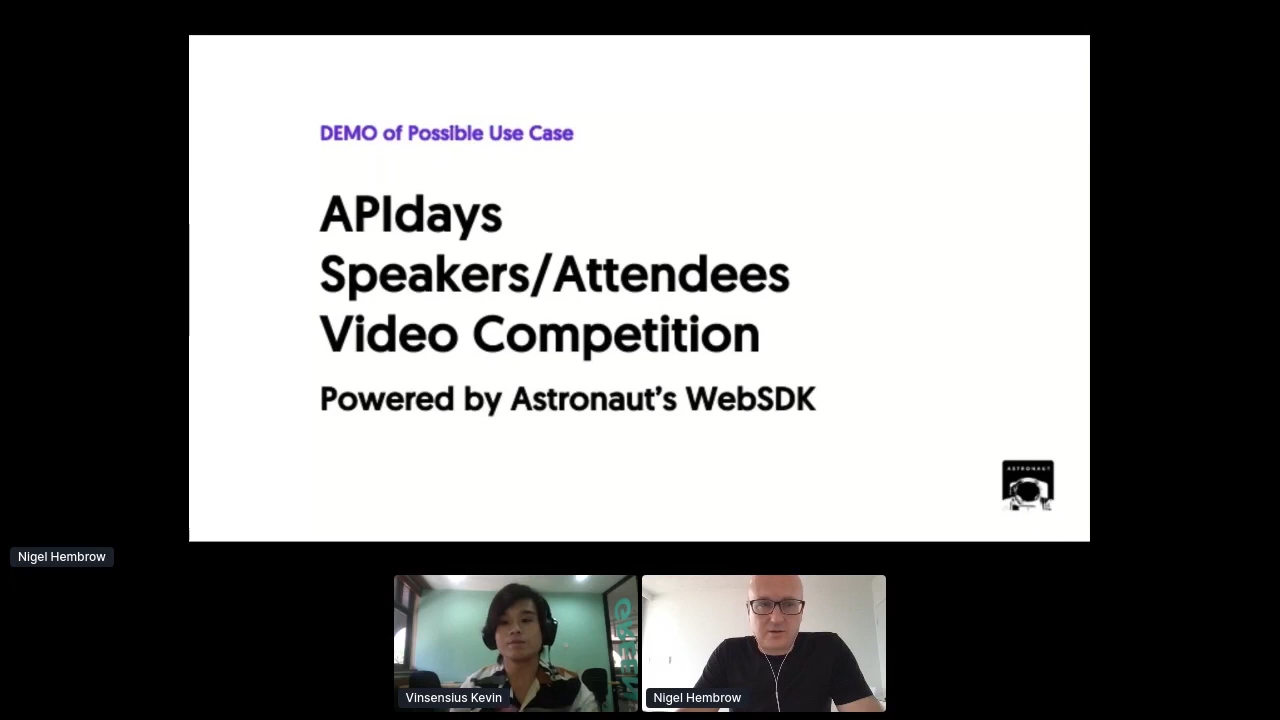 DEMO of Possible Use Case
APIdays
Speakers/Attendees
Video Competition
Powered by Astronaut’s WebSDK
ASTRONAUT
Nigel Hembrow
Vinsensius Kevin
Nigel Hembrow